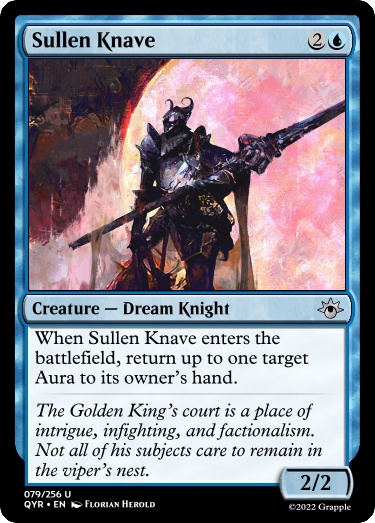 Sullen Knave 2
Creature — Dream Knight
When Sullen Knave enters the
battlefield, return up to one target
Aura to its owner's hand.
The Golden King's court is a place of
intrigue, infighting, and factionalism.
Not all of his subjects care to remain in
the viper's nest.
2/2
079/256 U
QYR • EN FLORIAN HEROLD
©2022 Grapple